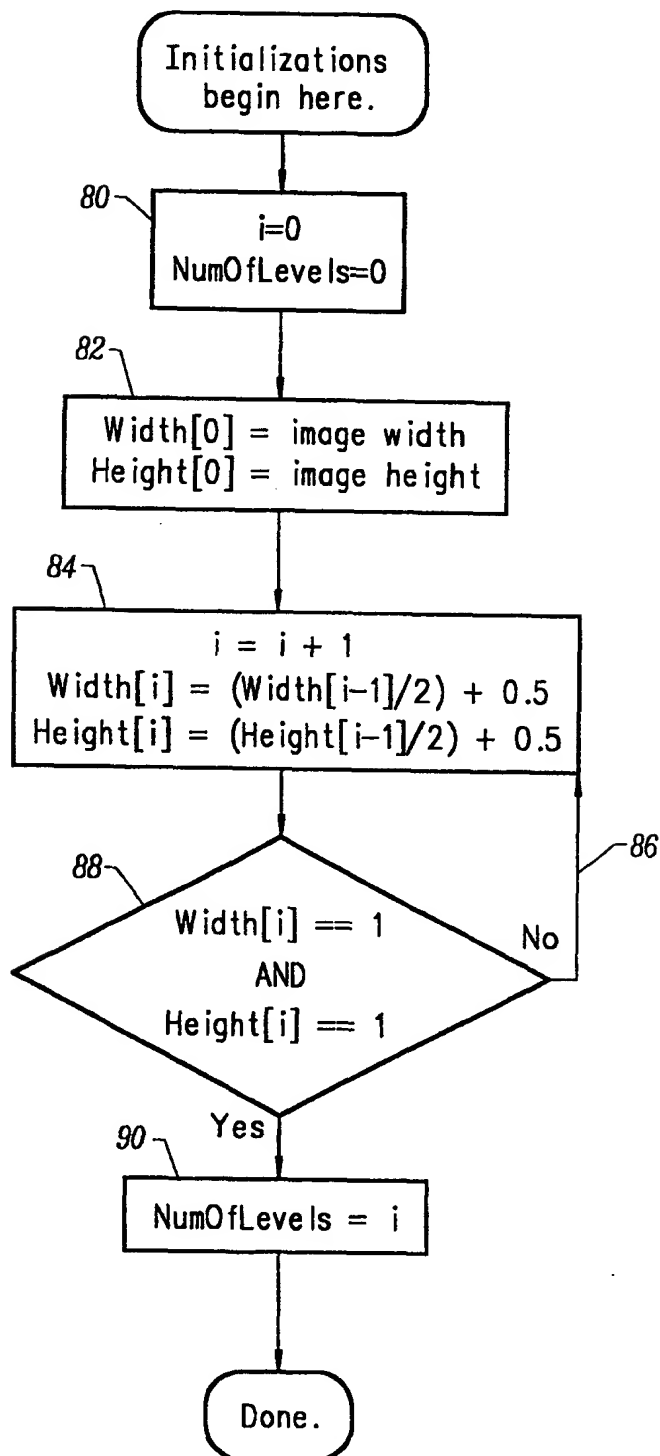 Initializations
begin here.
80
i=0
NumOfLevels=0
82
Width[0] = image width
Height[0] = image height
84
i = i + 1
Width[i] = (Width[i-1]/2) + 0.5
Height[i] = (Height[i-1]/2) + 0.5
86
88
Width[i] == 1
AND
Height[i] == 1
No
Yes
90
NumOfLevels = i
Done.